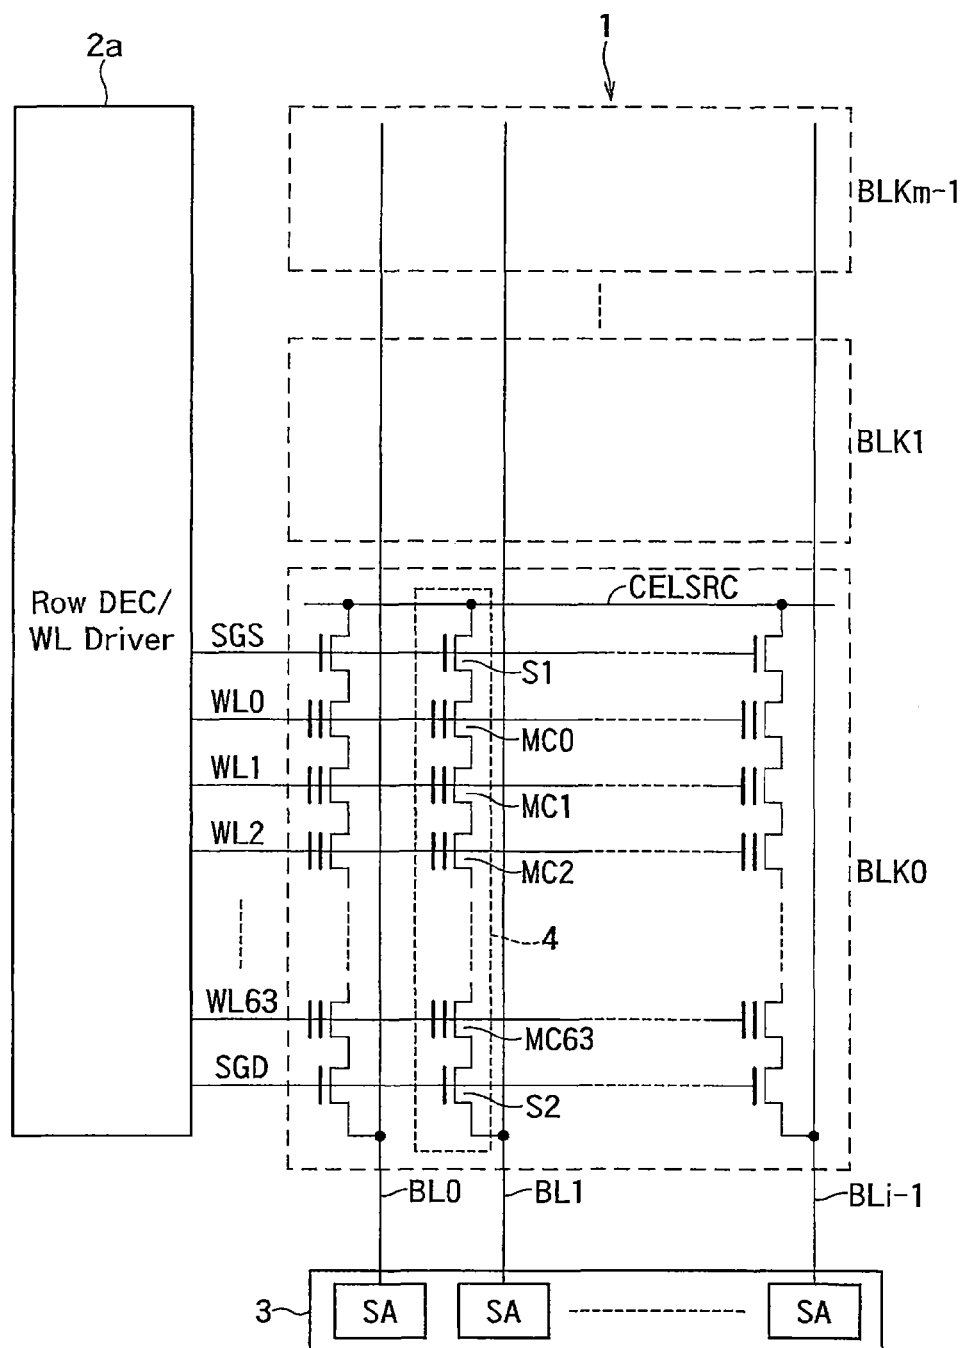 1
2a
BLKm-1
BLK1
CELSRC
Row DEC/
WL Driver
SGS
S1
WL0
MC0
WL1
MC1
WL2
MC2
BLK0
4
WL63
MC63
SGD
S2
BL0
BL1
BLi-1
3
SA
SA
SA